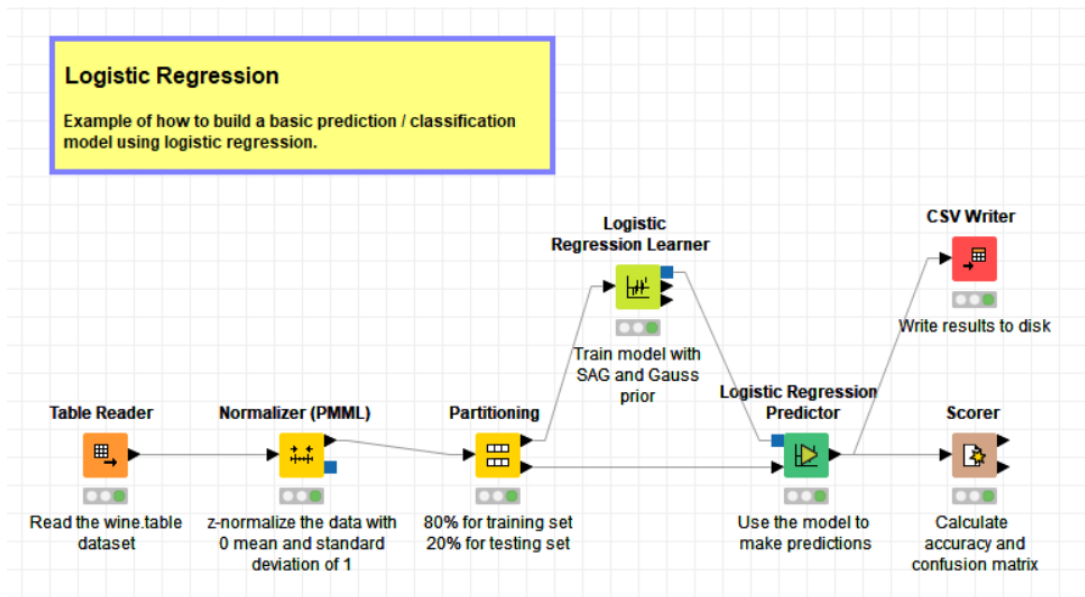 Logistic Regression
Example of how to build a basic prediction / classification
model using logistic regression.
Logistic
Regression Learner
Train model with
SAG and Gauss
prior
CSV Writer
Write results to disk
Table Reader
Read the wine.table
dataset
Normalizer (PMML)
z-normalize the data with
0 mean and standard
deviation of 1
Partitioning
80% for training set
20% for testing set
Logistic Regression
Predictor
Use the model to
make predictions
Scorer
Calculate
accuracy and
confusion matrix